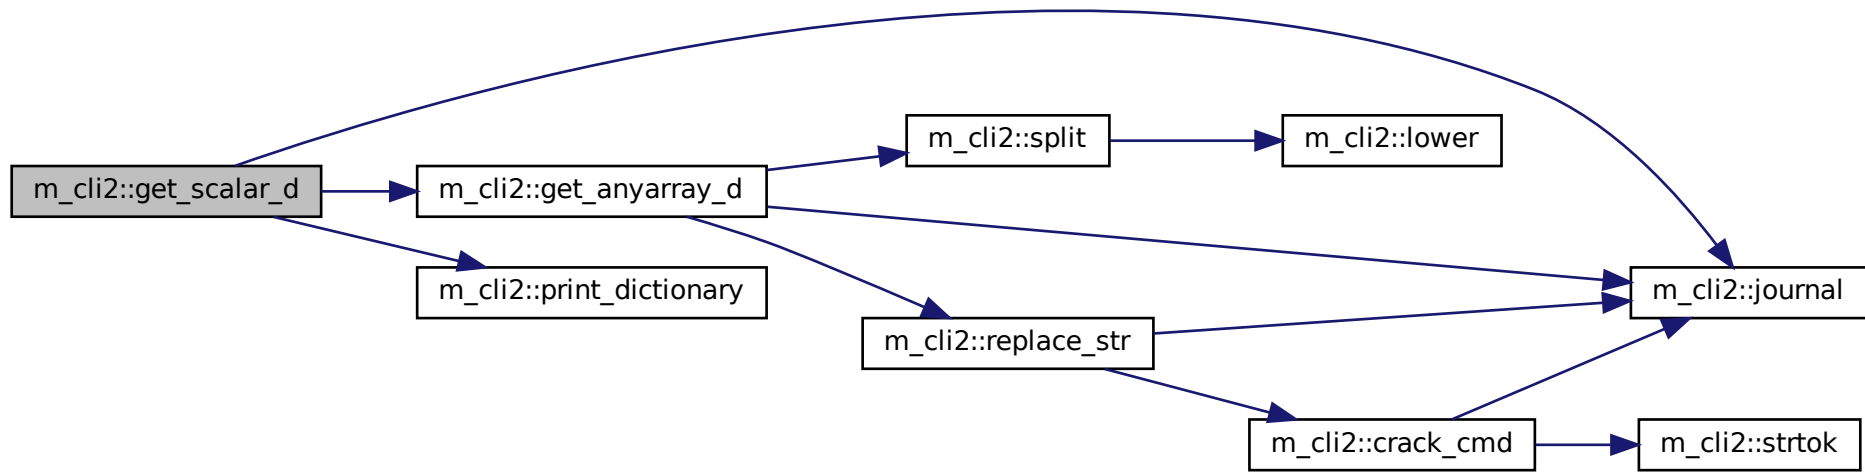 m_cli2::get_scalar_d
m_cli2::get_anyarray_d
m_cli2::print_dictionary
m_cli2::split
m_cli2::lower
m_cli2::journal
m_cli2::replace_str
m_cli2::crack_cmd
m_cli2::strtok